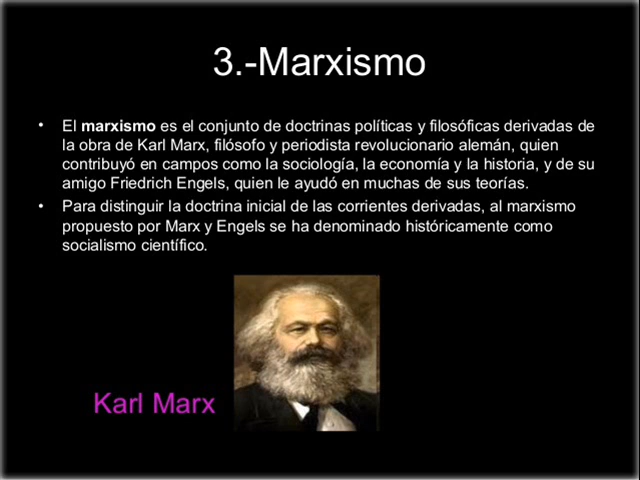 3.-Marxismo
• El marxismo es el conjunto de doctrinas políticas y filosóficas derivadas de
la obra de Karl Marx, filósofo y periodista revolucionario alemán, quien
contribuyó en campos como la sociología, la economía y la historia, y de su
amigo Friedrich Engels, quien le ayudó en muchas de sus teorías.
• Para distinguir la doctrina inicial de las corrientes derivadas, al marxismo
propuesto por Marx y Engels se ha denominado históricamente como
socialismo científico.
Karl Marx